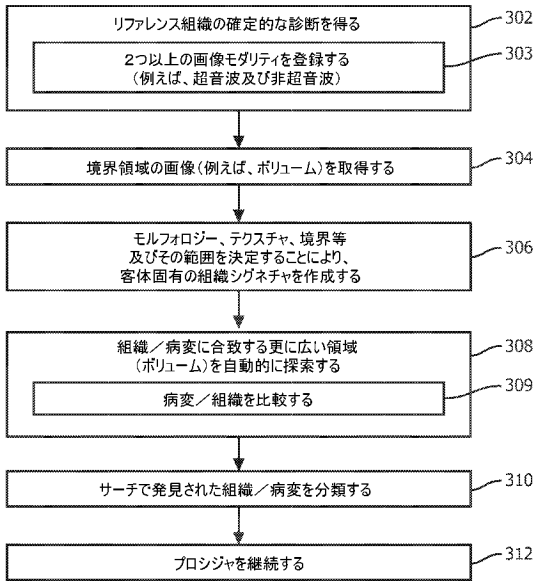 リファレンス組織の確定的な診断を得る
302
2つ以上の画像モダリティを登録する
(例えば、超音波及び非超音波)
303
境界領域の画像(例えば、ボリューム)を取得する
304
モルフォロジー、テクスチャ、境界等
及びその範囲を決定することにより、
客体固有の組織シグネチャを作成する
306
組織/病変に合致する更に広い領域
(ボリューム)を自動的に探索する
308
病変/組織を比較する
309
サーチで発見された組織/病変を分類する
310
プロシジャを継続する
312